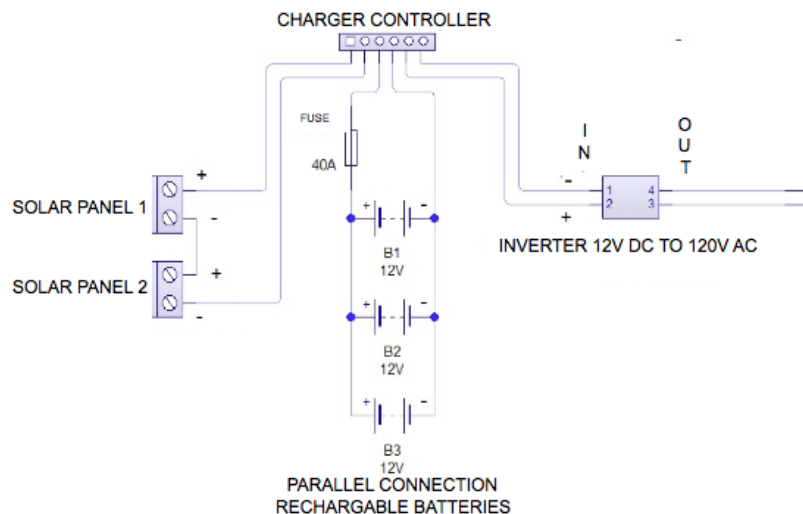 CHARGER CONTROLLER
-
FUSE
40A
I N
O U T
+
SOLAR PANEL 1
-
+
SOLAR PANEL 2
-
-
1 4
2 3
+
INVERTER 12V DC TO 120V AC
+ -
B1
12V
+ -
B2
12V
+ -
B3
12V
PARALLEL CONNECTION
RECHARGABLE BATTERIES